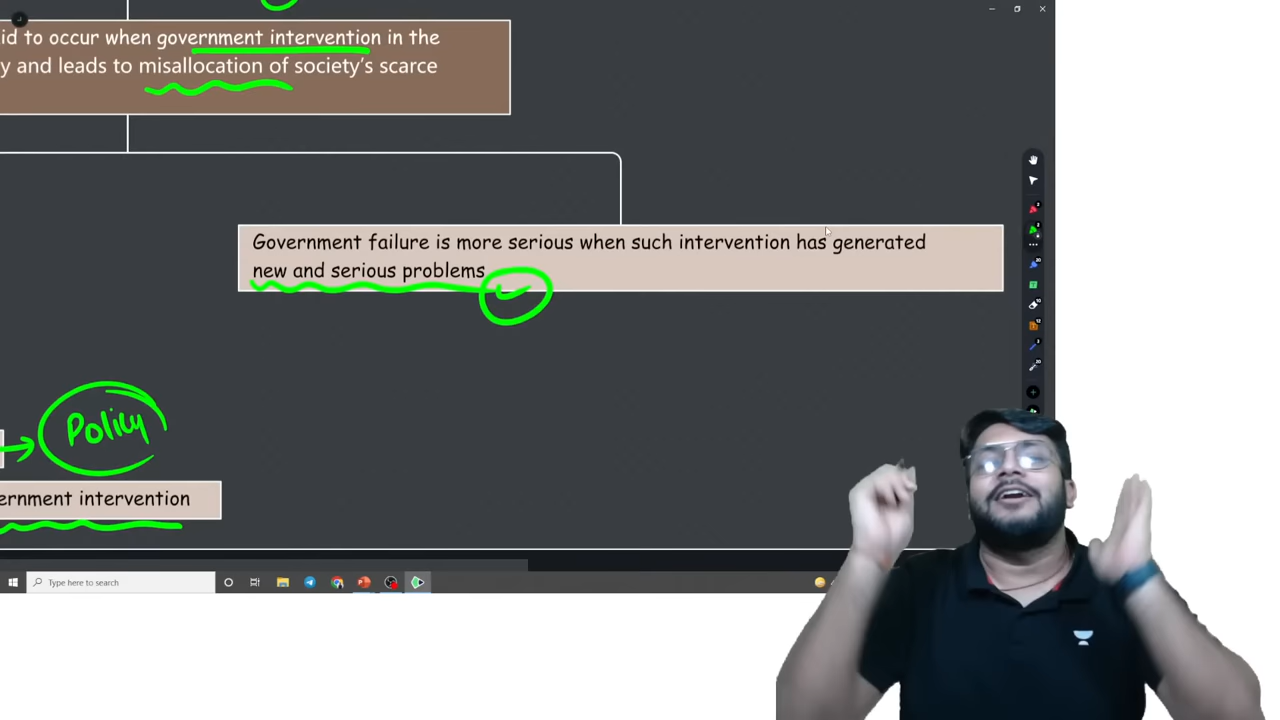 id to occur when government intervention in the
y and leads to misallocation of society's scarce
Government failure is more serious when such intervention has generated
new and serious problems
Policy
ernment intervention
Type here to search